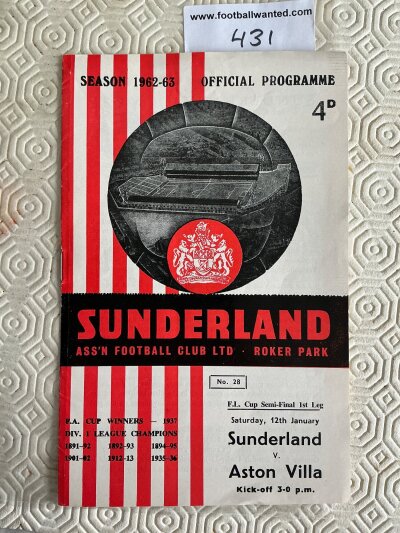 www.footballwanted.com
431
SEASON 1962-63 OFFICIAL PROGRAMME
4D
SUNDERLAND
ASS'N FOOTBALL CLUB LTD · ROKER PARK
No. 28
F.L. Cup Semi-Final 1st Leg
Saturday, 12th January
Sunderland
v.
Aston Villa
Kick-off 3-0 p.m.
F.A. CUP WINNERS — 1937
DIV. 1 LEAGUE CHAMPIONS
1891-92 1892-93 1894-95
1901-02 1912-13 1935-36